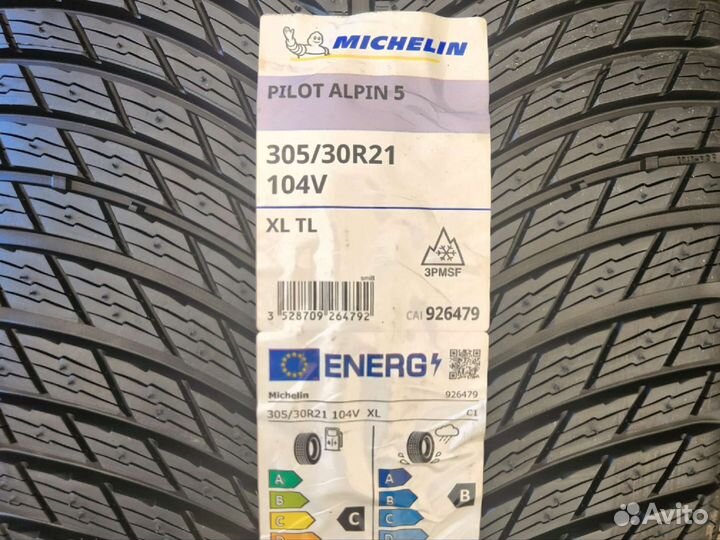 MICHELIN
PILOT ALPIN 5
305/30R21
104V
XL TL
3PMSF
3 528709 264792
CAI 926479
ENERG
Michelin 926479
305/30R21 104V XL C1
A
B
C
D
C
A
B
C
B
Avito